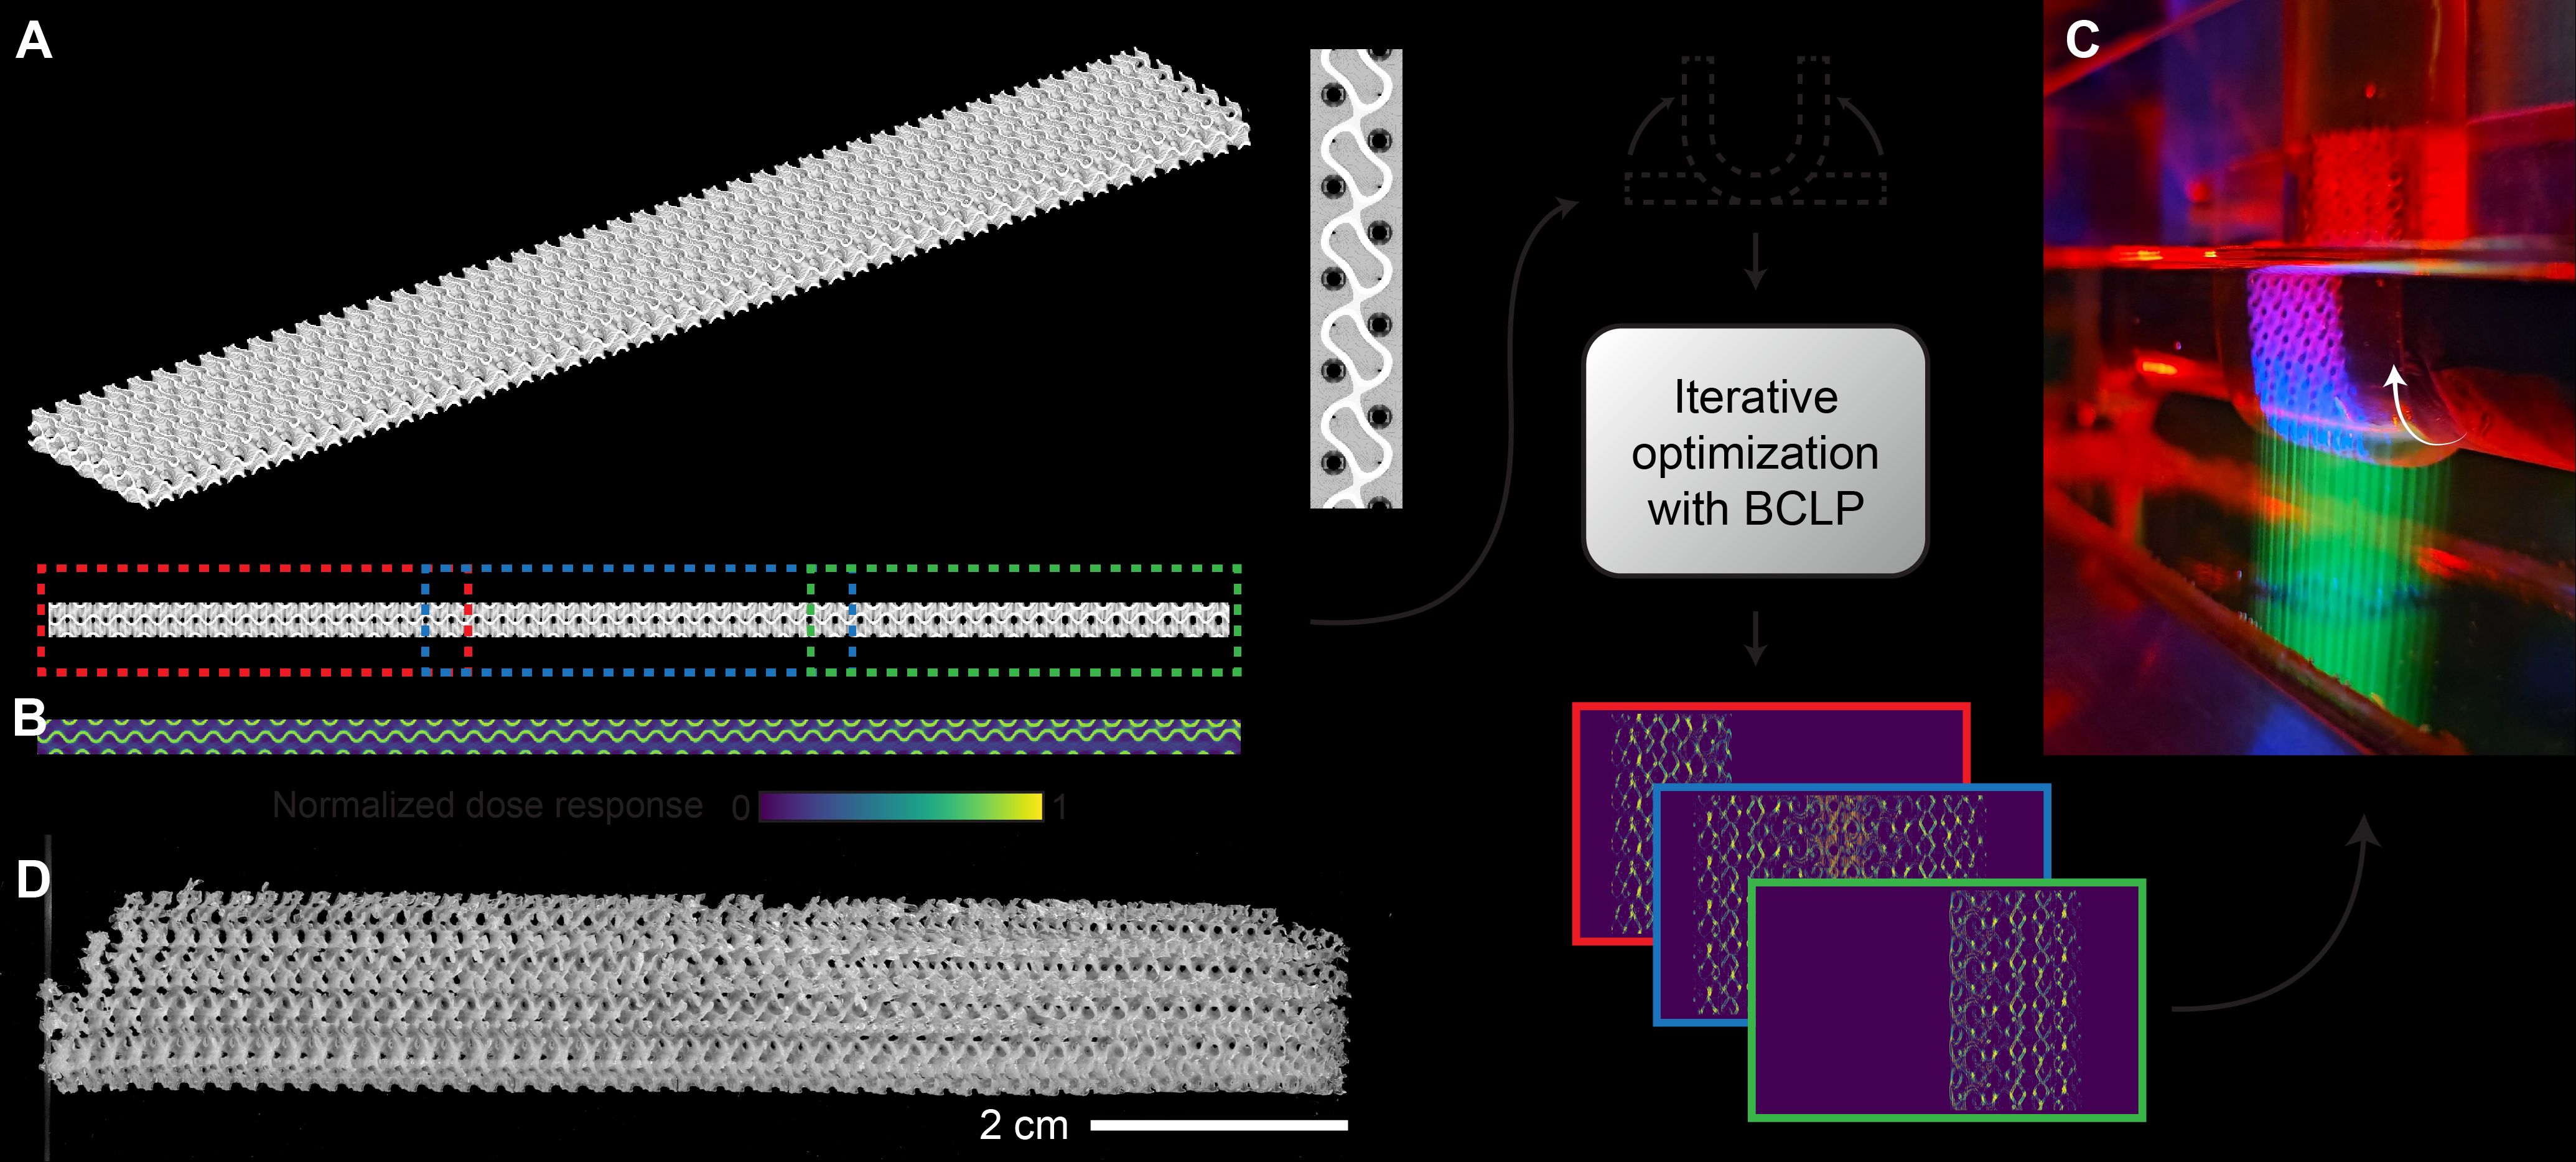 A
C
Iterative
optimization
with BCLP
B
Normalized dose response 0 1
D
2 cm